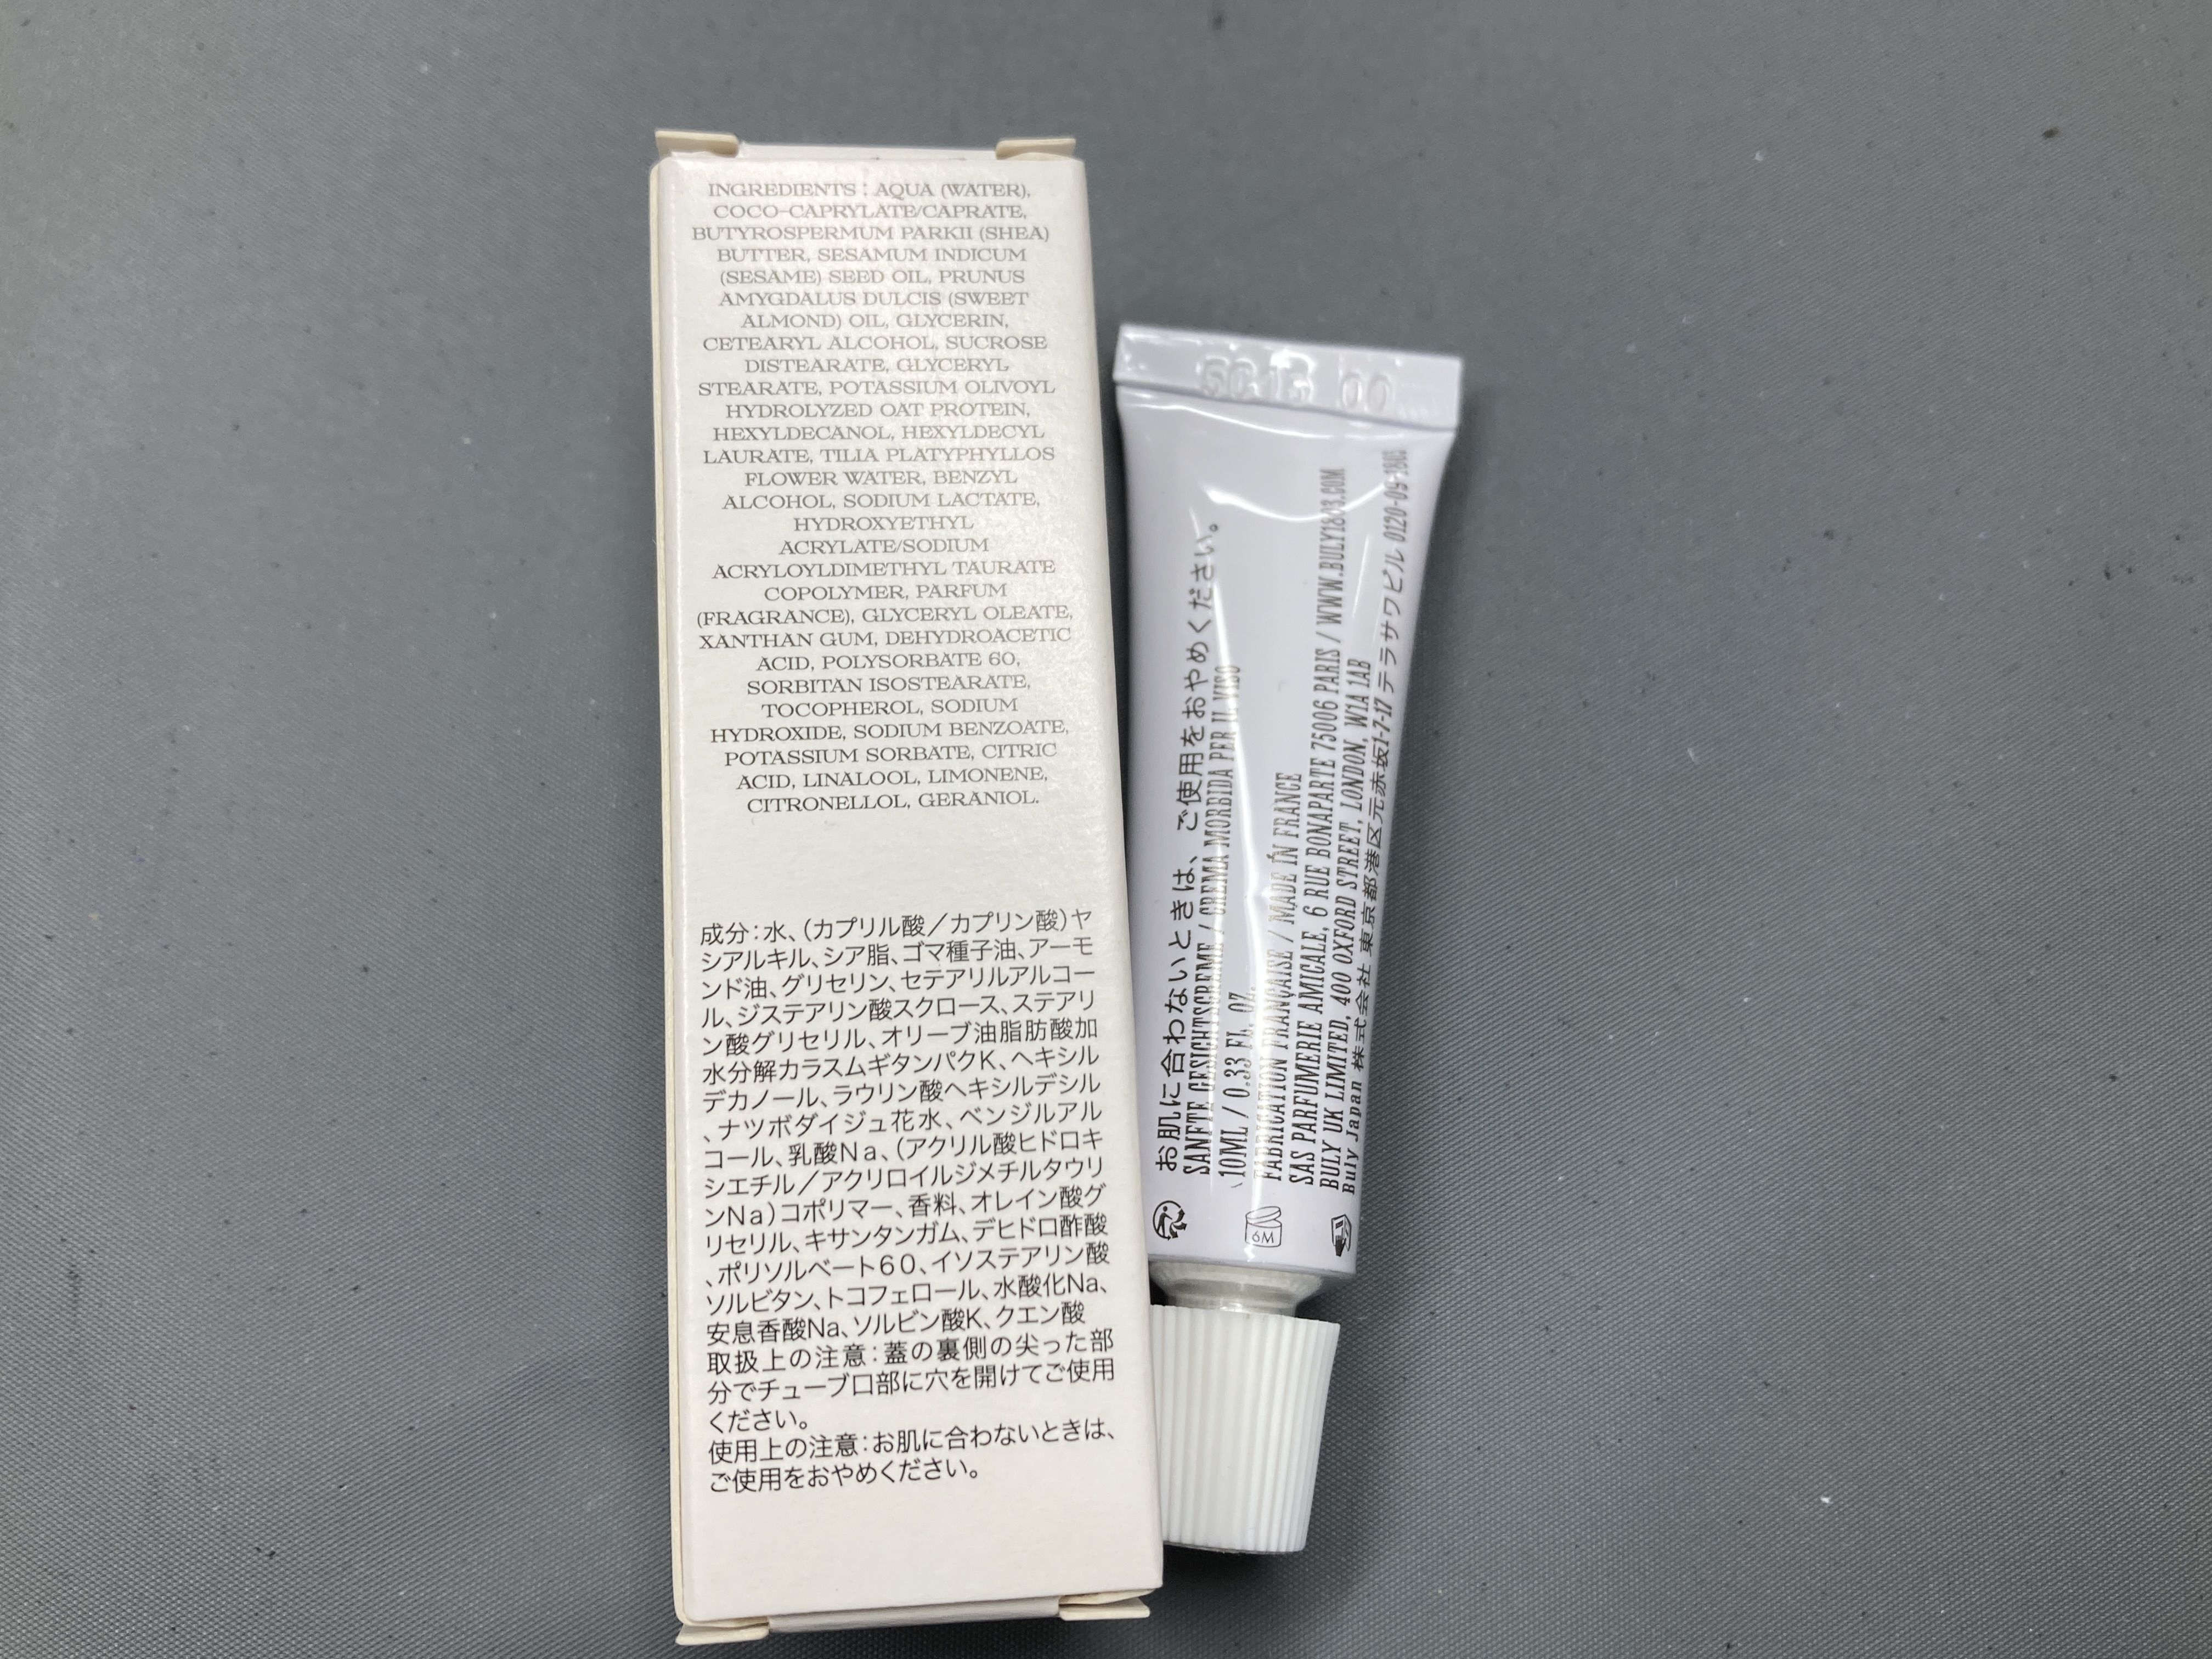 INGREDIENTS : AQUA (WATER),
COCO-CAPRYLATE/CAPRATE,
BUTYROSPERMUM PARKII (SHEA)
BUTTER, SESAMUM INDICUM
(SESAME) SEED OIL, PRUNUS
AMYGDALUS DULCIS (SWEET
ALMOND) OIL, GLYCERIN,
CETEARYL ALCOHOL, SUCROSE
DISTEARATE, GLYCERYL
STEARATE, POTASSIUM OLIVOYL
HYDROLYZED OAT PROTEIN,
HEXYLDECANOL, HEXYLDECYL
LAURATE, TILIA PLATYPHYLLOS
FLOWER WATER, BENZYL
ALCOHOL, SODIUM LACTATE,
HYDROXYETHYL
ACRYLATE/SODIUM
ACRYLOYLDIMETHYL TAURATE
COPOLYMER, PARFUM
(FRAGRANCE), GLYCERYL OLEATE,
XANTHAN GUM, DEHYDROACETIC
ACID, POLYSORBATE 60,
SORBITAN ISOSTEARATE,
TOCOPHEROL, SODIUM
HYDROXIDE, SODIUM BENZOATE,
POTASSIUM SORBATE, CITRIC
ACID, LINALOOL, LIMONENE,
CITRONELLOL, GERANIOL.
成分：水、（カプリル酸／カプリン酸）ヤ
シアルキル、シア脂、ゴマ種子油、アーモ
ンド油、グリセリン、セテアリルアルコー
ル、ジステアリン酸スクロース、ステアリ
ン酸グリセリル、オリーブ油脂肪酸加
水分解カラスムギタンパクK、ヘキシル
デカノール、ラウリン酸ヘキシルデシル
、ナツボダイジュ花水、ベンジルアル
コール、乳酸Ｎａ、（アクリル酸ヒドロキ
シエチル／アクリロイルジメチルタウリ
ンNa）コポリマー、香料、オレイン酸グ
リセリル、キサンタンガム、デヒドロ酢酸
、ポリソルベート６０、イソステアリン酸
ソルビタン、トコフェロール、水酸化Na、
安息香酸Na、ソルビン酸K、クエン酸
取扱上の注意：蓋の裏側の尖った部
分でチューブ口部に穴を開けてご使用
ください。
使用上の注意：お肌に合わないときは、
ご使用をおやめください。
お肌に合わないときは、ご使用をおやめください。
SANFTE GESICHTSCREME / CREMA MORBIDA PER IL VISO
10ML / 0.33 FL. OZ.
FABRICATION FRANÇAISE / MADE IN FRANCE
SAS PARFUMERIE AMICALE, 6 RUE BONAPARTE 75006 PARIS / WWW.BULY1803.COM
BULY UK LIMITED, 400 OXFORD STREET, LONDON, W1A 1AB
Buly Japan 株式会社 東京都港区元赤坂1-7-17 テラサワビル 0120-09-1803
6M